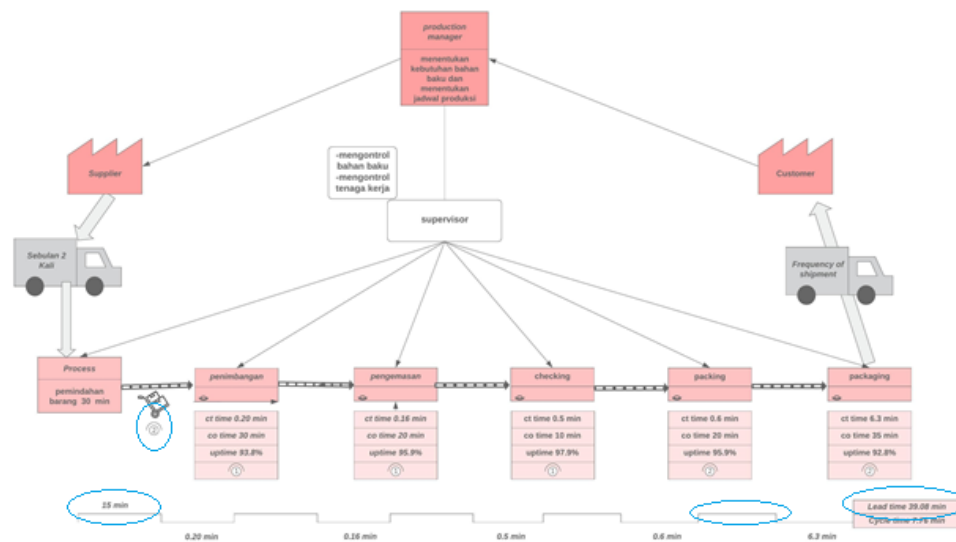 production
manager
menentukan
kebutuhan bahan
baku dan
menentukan
jadwal produksi
-mengontrol
bahan baku
-mengontrol
tenaga kerja
Supplier
Customer
supervisor
Sebulan 2
Kali
Frequency of
shipment
Process
pemindahan
barang 30 min
penimbangan
ct time 0.20 min
co time 30 min
uptime 93.8%
pengemasan
ct time 0.16 min
co time 20 min
uptime 95.9%
checking
ct time 0.5 min
co time 10 min
uptime 97.9%
packing
ct time 0.6 min
co time 20 min
uptime 95.9%
packaging
ct time 6.3 min
co time 35 min
uptime 92.8%
15 min
0.20 min
0.16 min
0.5 min
0.6 min
6.3 min
Lead time 39.08 min
Cycle time 7.76 min